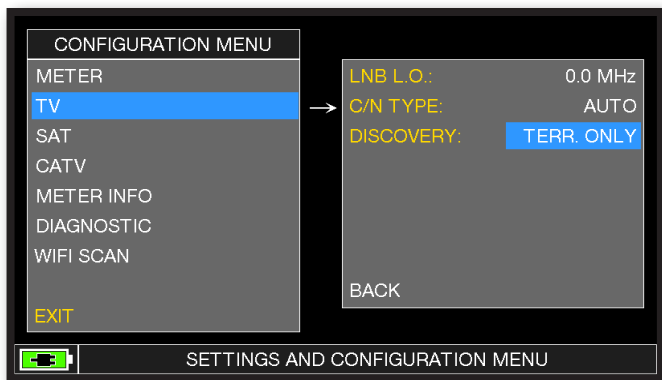 CONFIGURATION MENU
METER
TV
SAT
CATV
METER INFO
DIAGNOSTIC
WIFI SCAN
EXIT
→ LNB L.O.: 0.0 MHz
C/N TYPE: AUTO
DISCOVERY: TERR. ONLY
BACK
SETTINGS AND CONFIGURATION MENU